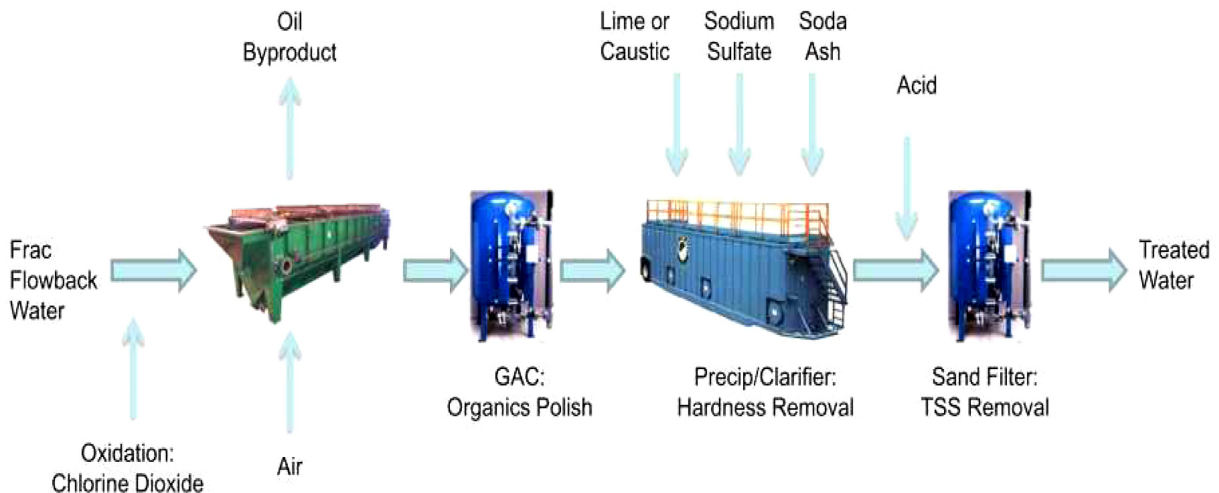 Oil
Byproduct
Lime or
Caustic
Sodium
Sulfate
Soda
Ash
Acid
Frac
Flowback
Water
Treated
Water
GAC:
Organics Polish
Precip/Clarifier:
Hardness Removal
Sand Filter:
TSS Removal
Oxidation:
Chlorine Dioxide
Air